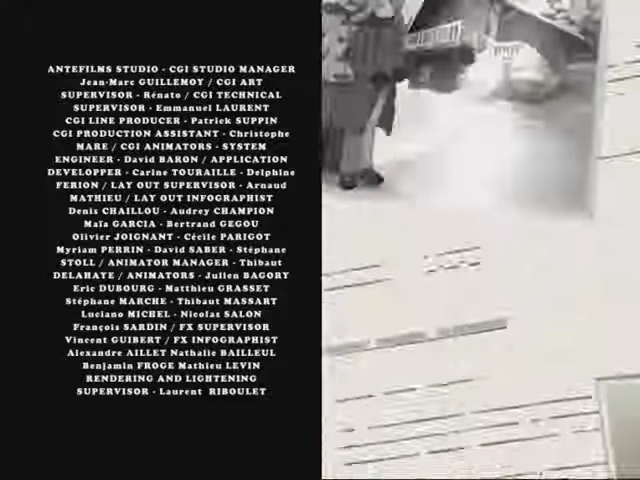 ANTEFILMS STUDIO - CGI STUDIO MANAGER
Jean-Marc GUILLEMOY / CGI ART
SUPERVISOR - Rénato / CGI TECHNICAL
SUPERVISOR - Emmanuel LAURENT
CGI LINE PRODUCER - Patrick SUPPIN
CGI PRODUCTION ASSISTANT - Christophe
MARE / CGI ANIMATORS - SYSTEM
ENGINEER - David BARON / APPLICATION
DEVELOPPER - Carine TOURAILLE - Delphine
FERION / LAY OUT SUPERVISOR - Arnaud
MATHIEU / LAY OUT INFOGRAPHIST
Denis CHAILLOU - Audrey CHAMPION
Maïa GARCIA - Bertrand GEGOU
Olivier JOIGNANT - Cécile PARIGOT
Myriam PERRIN - David SABER - Stéphane
STOLL / ANIMATOR MANAGER - Thibaut
DELAHAYE / ANIMATORS - Julien BAGORY
Eric DUBOURG - Matthieu GRASSET
Stéphane MARCHE - Thibaut MASSART
Luciano MICHEL - Nicolas SALON
François SARDIN / FX SUPERVISOR
Vincent GUIBERT / FX INFOGRAPHIST
Alexandre AILLET Nathalie BAILLEUL
Benjamin FROGE Mathieu LEVIN
RENDERING AND LIGHTENING
SUPERVISOR - Laurent RIBOULET